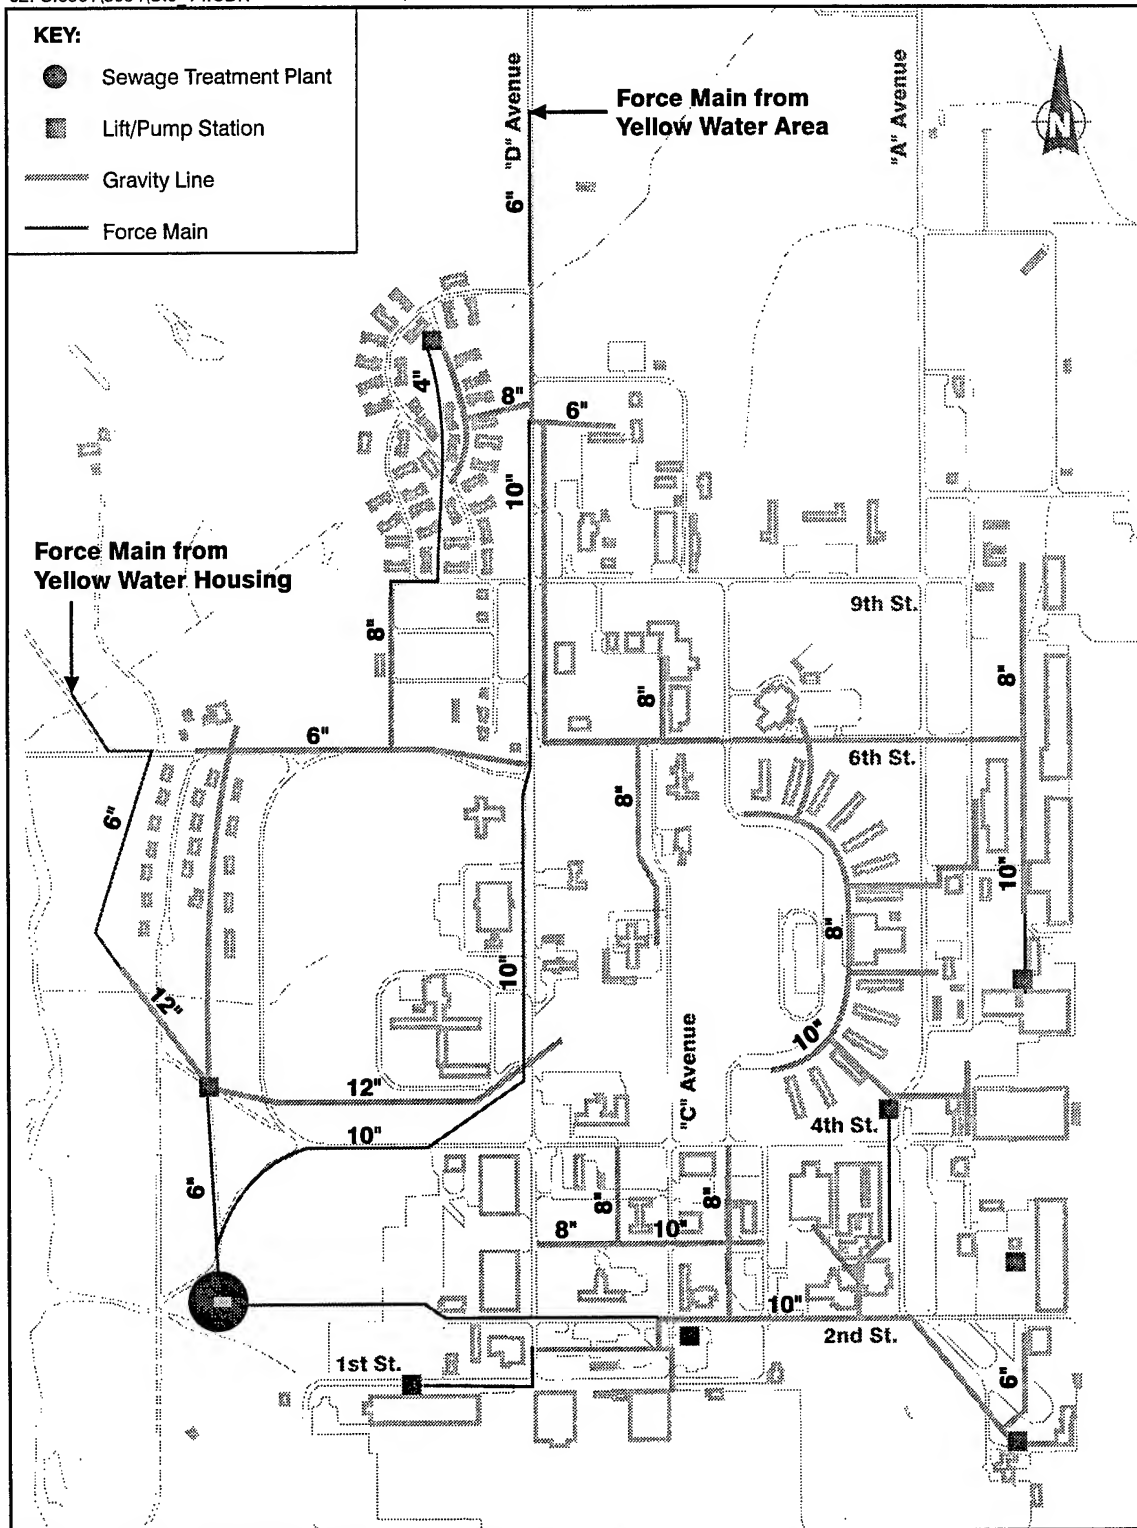 KEY:
Sewage Treatment Plant
Lift/Pump Station
Gravity Line
Force Main
"D" Avenue
6"
Force Main from
Yellow Water Area
"A" Avenue
N
4"
8"
6"
10"
Force Main from
Yellow Water Housing
8"
9th St.
8"
8"
6"
6th St.
6"
8"
10"
8"
10"
12"
10"
"C" Avenue
12"
4th St.
10"
6"
8"
8"
8"
10"
10"
2nd St.
1st St.
6"